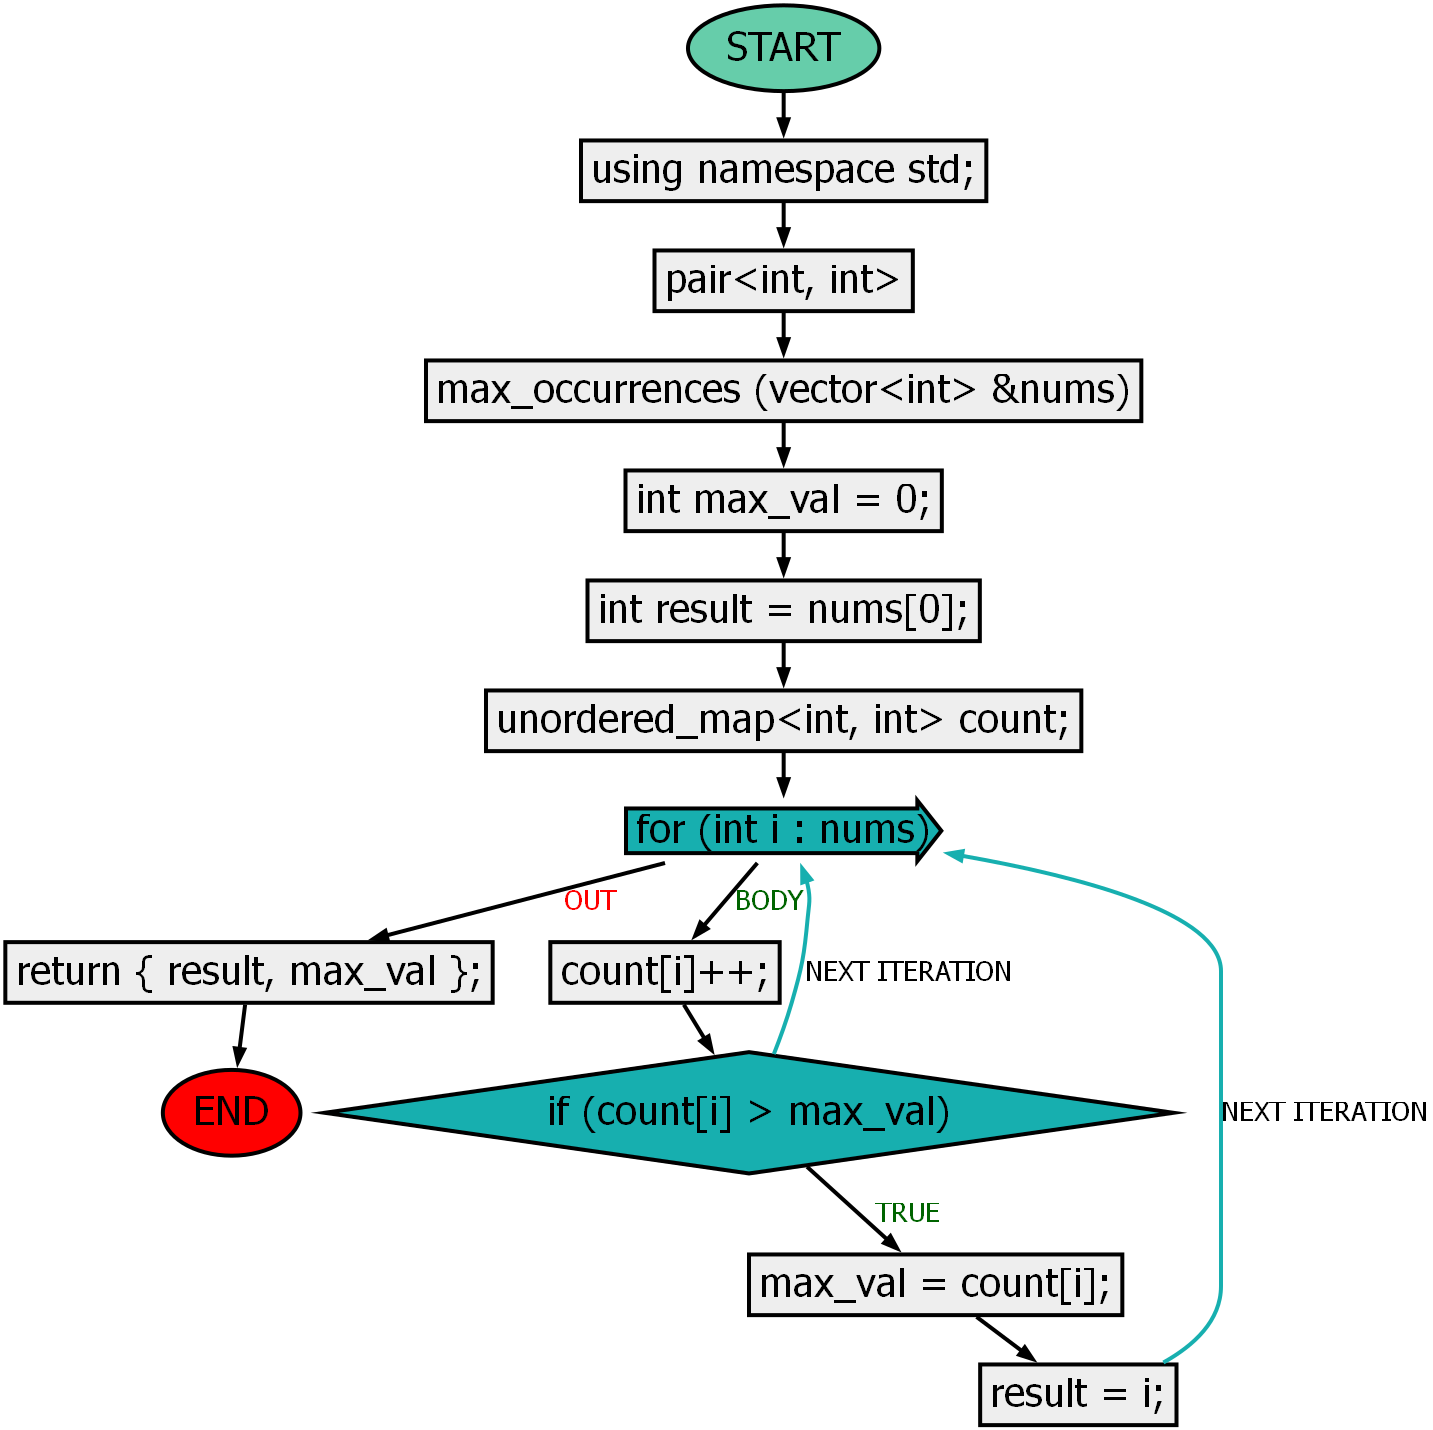 START
using namespace std;
pair<int, int>
max_occurrences (vector<int> &nums)
int max_val = 0;
int result = nums[0];
unordered_map<int, int> count;
for (int i : nums)
OUT
BODY
return { result, max_val };
count[i]++;
NEXT ITERATION
END
if (count[i] > max_val)
NEXT ITERATION
TRUE
max_val = count[i];
result = i;